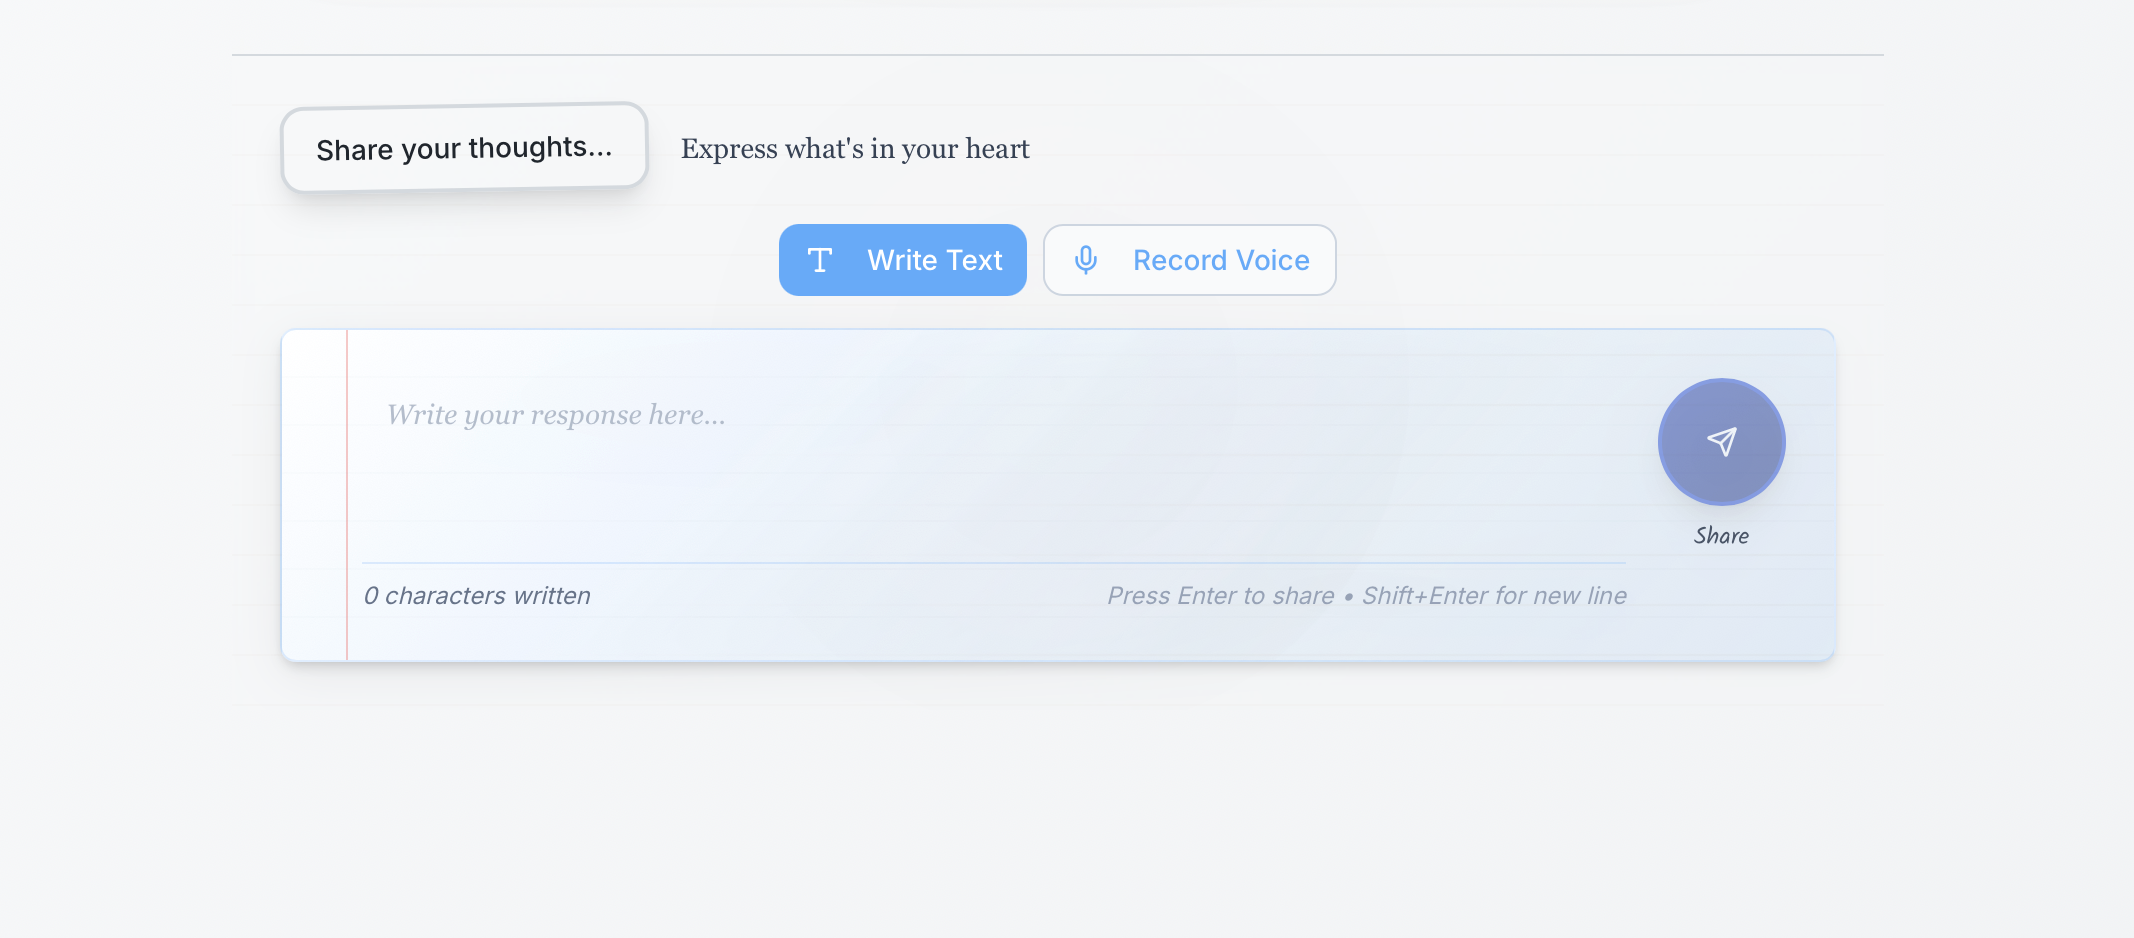 Share your thoughts...
Express what's in your heart
Write Text
Record Voice
Write your response here...
Share
0 characters written
Press Enter to share • Shift+Enter for new line